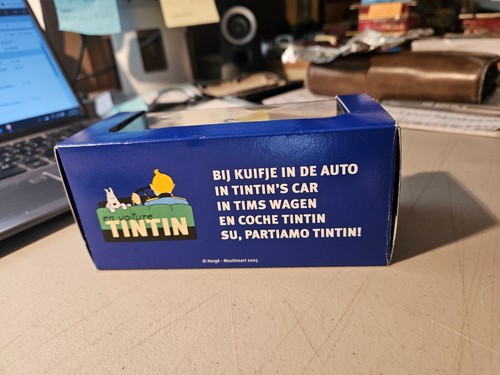 BIJ KUIFJE IN DE AUTO
IN TINTIN'S CAR
IN TIMS WAGEN
EN COCHE TINTIN
SU, PARTIAMO TINTIN!
en voiture
TINTIN
© Hergé - Moulinsart 2005